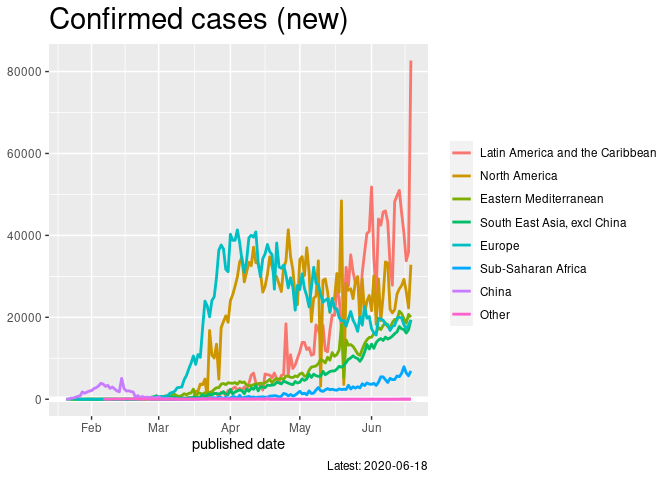 Confirmed cases (new)
80000
60000
40000
20000
0
Feb
Mar
Apr
May
Jun
published date
Latest: 2020-06-18
Latin America and the Caribbean
North America
Eastern Mediterranean
South East Asia, excl China
Europe
Sub-Saharan Africa
China
Other